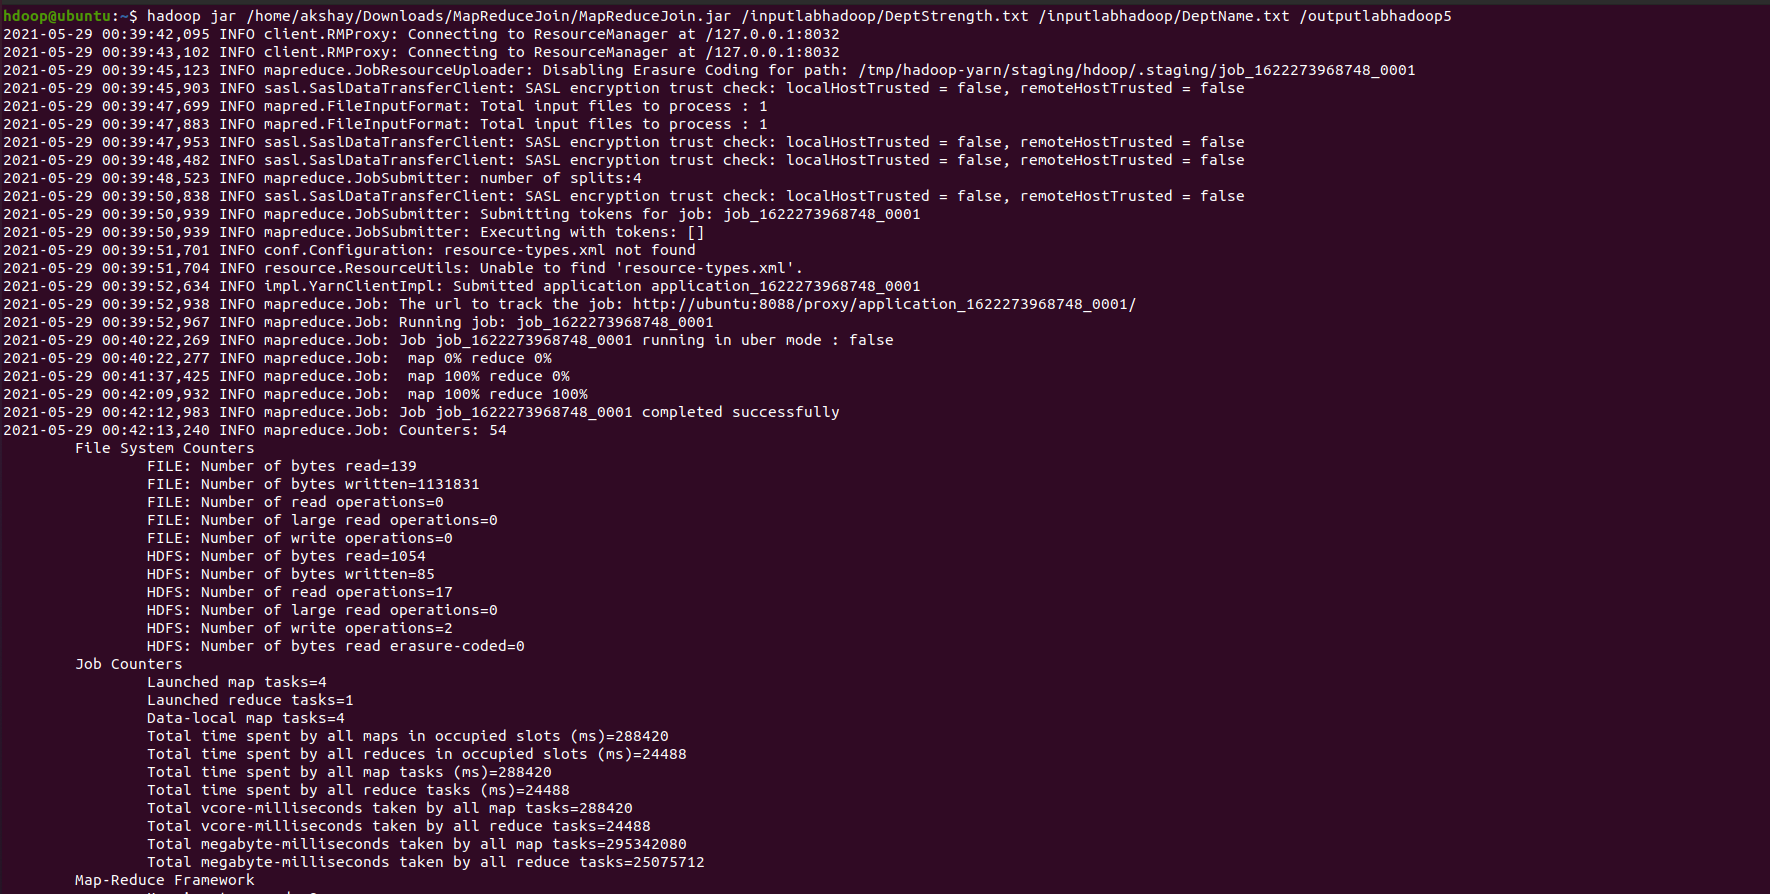 hdoop@ubuntu:~$ hadoop jar /home/akshay/Downloads/MapReduceJoin/MapReduceJoin.jar /inputlabhadoop/DeptStrength.txt /inputlabhadoop/DeptName.txt /outputlabhadoop5
2021-05-29 00:39:42,095 INFO client.RMProxy: Connecting to ResourceManager at /127.0.0.1:8032
2021-05-29 00:39:43,102 INFO client.RMProxy: Connecting to ResourceManager at /127.0.0.1:8032
2021-05-29 00:39:45,123 INFO mapreduce.JobResourceUploader: Disabling Erasure Coding for path: /tmp/hadoop-yarn/staging/hdoop/.staging/job_1622273968748_0001
2021-05-29 00:39:45,903 INFO sasl.SaslDataTransferClient: SASL encryption trust check: localHostTrusted = false, remoteHostTrusted = false
2021-05-29 00:39:47,699 INFO mapred.FileInputFormat: Total input files to process : 1
2021-05-29 00:39:47,883 INFO mapred.FileInputFormat: Total input files to process : 1
2021-05-29 00:39:47,953 INFO sasl.SaslDataTransferClient: SASL encryption trust check: localHostTrusted = false, remoteHostTrusted = false
2021-05-29 00:39:48,482 INFO sasl.SaslDataTransferClient: SASL encryption trust check: localHostTrusted = false, remoteHostTrusted = false
2021-05-29 00:39:48,523 INFO mapreduce.JobSubmitter: number of splits:4
2021-05-29 00:39:50,838 INFO sasl.SaslDataTransferClient: SASL encryption trust check: localHostTrusted = false, remoteHostTrusted = false
2021-05-29 00:39:50,939 INFO mapreduce.JobSubmitter: Submitting tokens for job: job_1622273968748_0001
2021-05-29 00:39:50,939 INFO mapreduce.JobSubmitter: Executing with tokens: []
2021-05-29 00:39:51,701 INFO conf.Configuration: resource-types.xml not found
2021-05-29 00:39:51,704 INFO resource.ResourceUtils: Unable to find 'resource-types.xml'.
2021-05-29 00:39:52,634 INFO impl.YarnClientImpl: Submitted application application_1622273968748_0001
2021-05-29 00:39:52,938 INFO mapreduce.Job: The url to track the job: http://ubuntu:8088/proxy/application_1622273968748_0001/
2021-05-29 00:39:52,967 INFO mapreduce.Job: Running job: job_1622273968748_0001
2021-05-29 00:40:22,269 INFO mapreduce.Job: Job job_1622273968748_0001 running in uber mode : false
2021-05-29 00:40:22,277 INFO mapreduce.Job:  map 0% reduce 0%
2021-05-29 00:41:37,425 INFO mapreduce.Job:  map 100% reduce 0%
2021-05-29 00:42:09,932 INFO mapreduce.Job:  map 100% reduce 100%
2021-05-29 00:42:12,983 INFO mapreduce.Job: Job job_1622273968748_0001 completed successfully
2021-05-29 00:42:13,240 INFO mapreduce.Job: Counters: 54
File System Counters
FILE: Number of bytes read=139
FILE: Number of bytes written=1131831
FILE: Number of read operations=0
FILE: Number of large read operations=0
FILE: Number of write operations=0
HDFS: Number of bytes read=1054
HDFS: Number of bytes written=85
HDFS: Number of read operations=17
HDFS: Number of large read operations=0
HDFS: Number of write operations=2
HDFS: Number of bytes read erasure-coded=0
Job Counters
Launched map tasks=4
Launched reduce tasks=1
Data-local map tasks=4
Total time spent by all maps in occupied slots (ms)=288420
Total time spent by all reduces in occupied slots (ms)=24488
Total time spent by all map tasks (ms)=288420
Total time spent by all reduce tasks (ms)=24488
Total vcore-milliseconds taken by all map tasks=288420
Total vcore-milliseconds taken by all reduce tasks=24488
Total megabyte-milliseconds taken by all map tasks=295342080
Total megabyte-milliseconds taken by all reduce tasks=25075712
Map-Reduce Framework